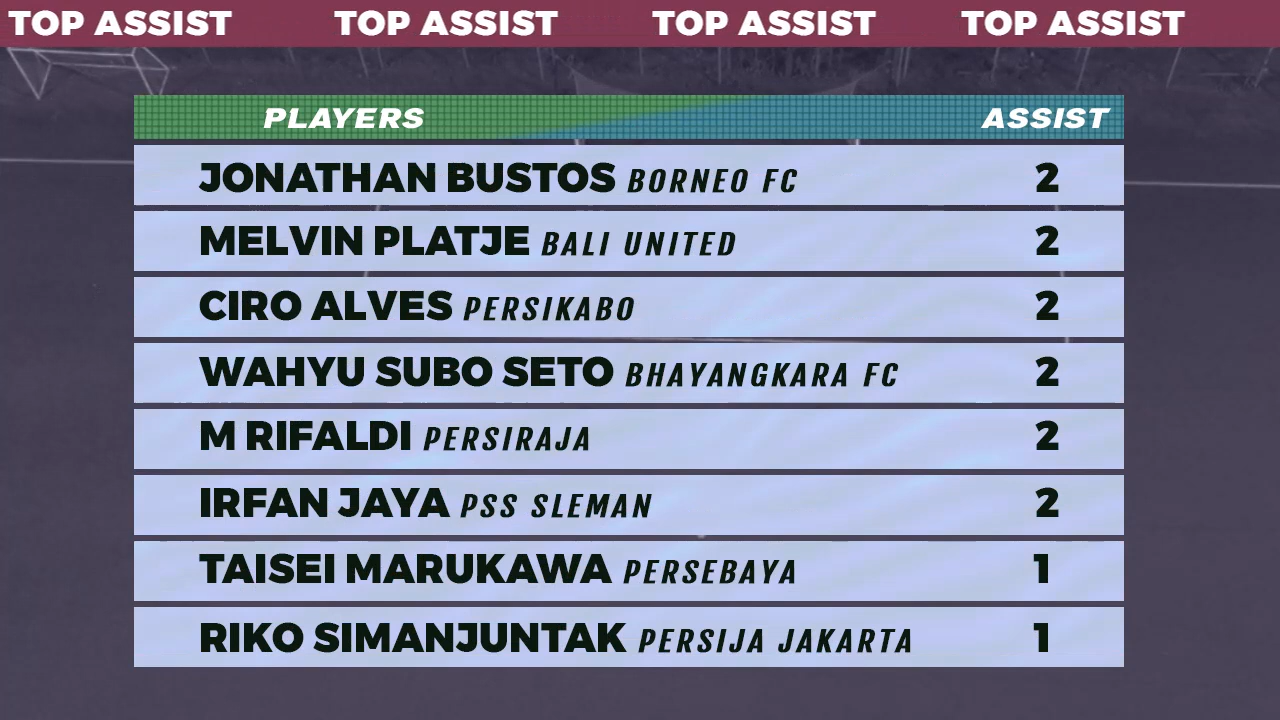 TOP ASSIST TOP ASSIST TOP ASSIST TOP ASSIST
PLAYERS ASSIST
JONATHAN BUSTOS BORNEO FC 2
MELVIN PLATJE BALI UNITED 2
CIRO ALVES PERSIKABO 2
WAHYU SUBO SETO BHAYANGKARA FC 2
M RIFALDI PERSIRAJA 2
IRFAN JAYA PSS SLEMAN 2
TAISEI MARUKAWA PERSEBAYA 1
RIKO SIMANJUNTAK PERSIJA JAKARTA 1